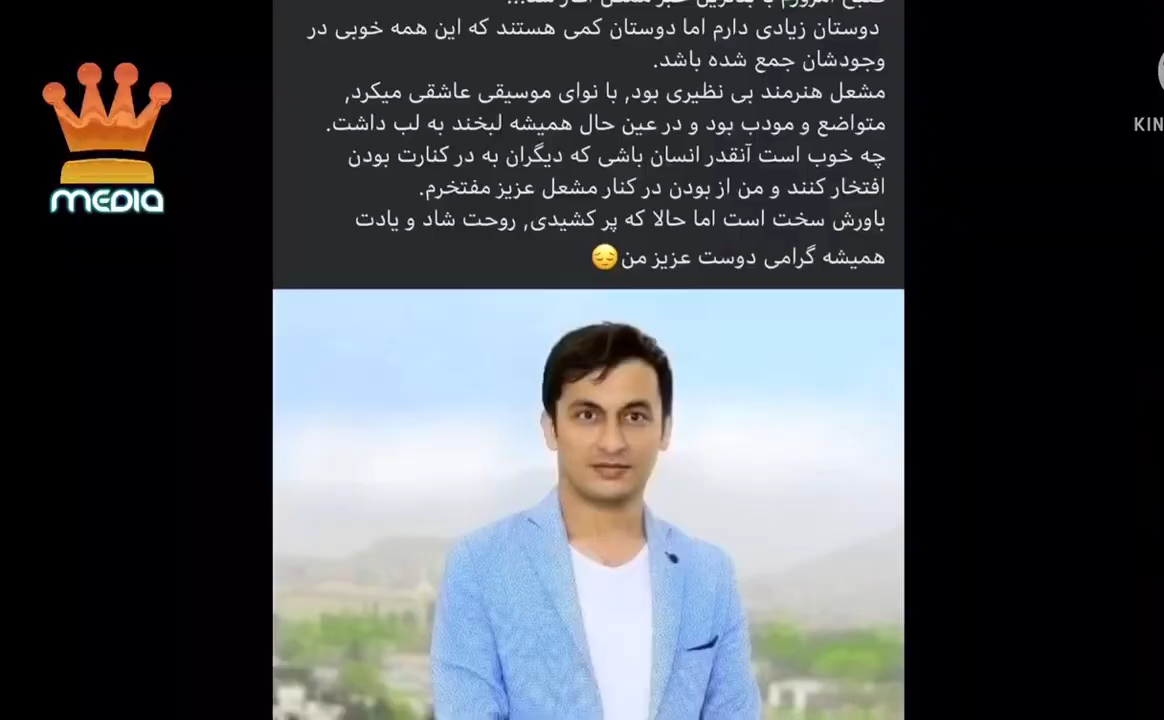 دوستان زیادی دارم اما دوستان کمی هستند که این همه خوبی در
وجودشان جمع شده باشد.
مشعل هنرمند بی نظیری بود, با نوای موسیقی عاشقی میکرد,
متواضع و مودب بود و در عین حال همیشه لبخند به لب داشت.
چه خوب است آنقدر انسان باشی که دیگران به در کنارت بودن
افتخار کنند و من از بودن در کنار مشعل عزیز مفتخرم.
باورش سخت است اما حالا که پر کشیدی, روحت شاد و یادت
همیشه گرامی دوست عزیز من😔
MEDIA
KIN